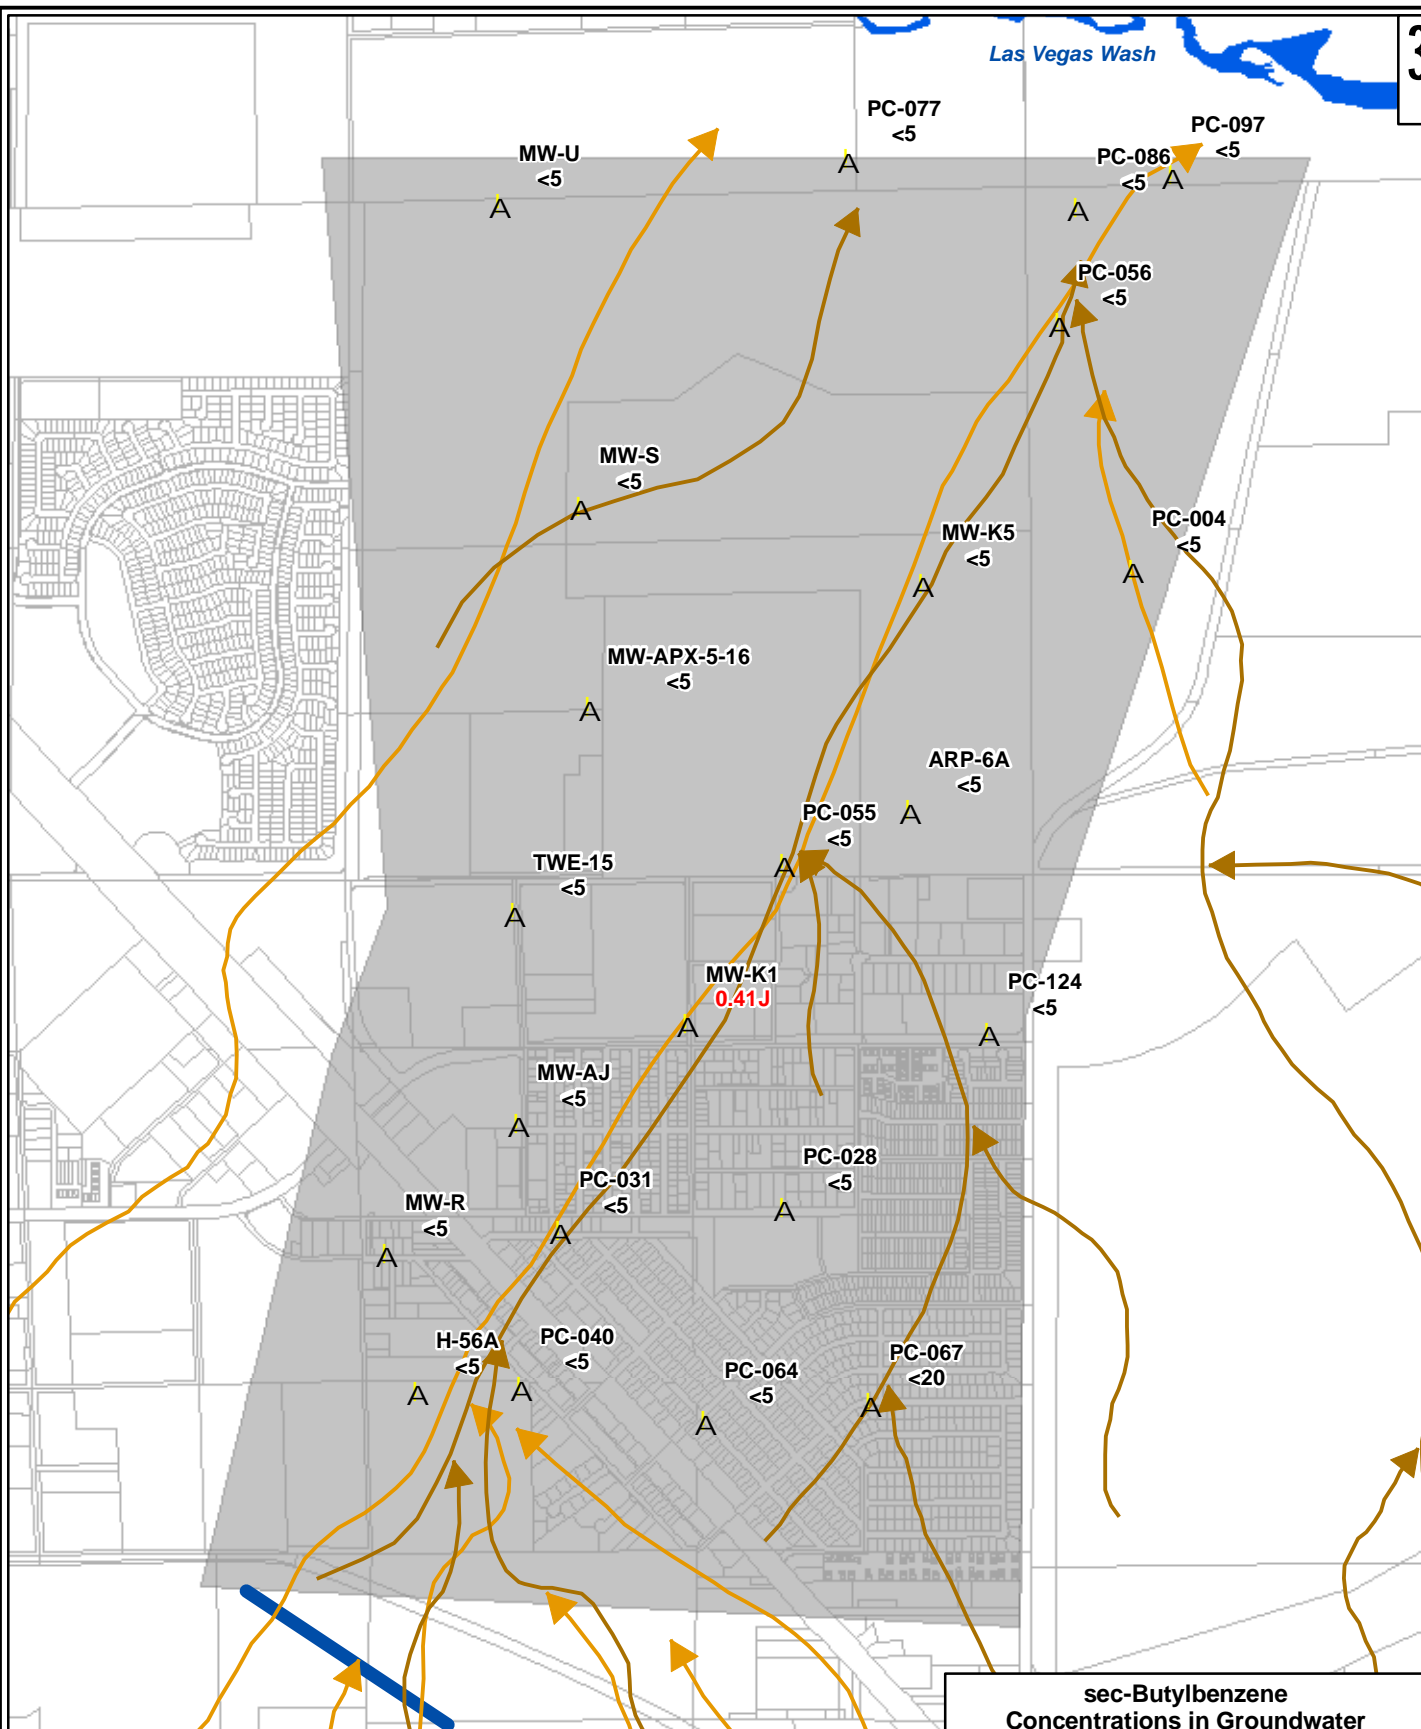 Las Vegas Wash
3
PC-077
<5
PC-097
<5
MW-U
<5
PC-086
<5
A
A
A
A
PC-056
<5
A
MW-S
<5
A
PC-004
<5
MW-K5
<5
A
A
MW-APX-5-16
<5
A
ARP-6A
<5
A
PC-055
<5
A
TWE-15
<5
A
MW-K1
0.41J
A
PC-124
<5
A
MW-AJ
<5
A
PC-028
<5
A
PC-031
<5
A
MW-R
<5
A
H-56A
<5
A
PC-040
<5
A
PC-064
<5
A
PC-067
<20
A
sec-Butylbenzene
Concentrations in Groundwater